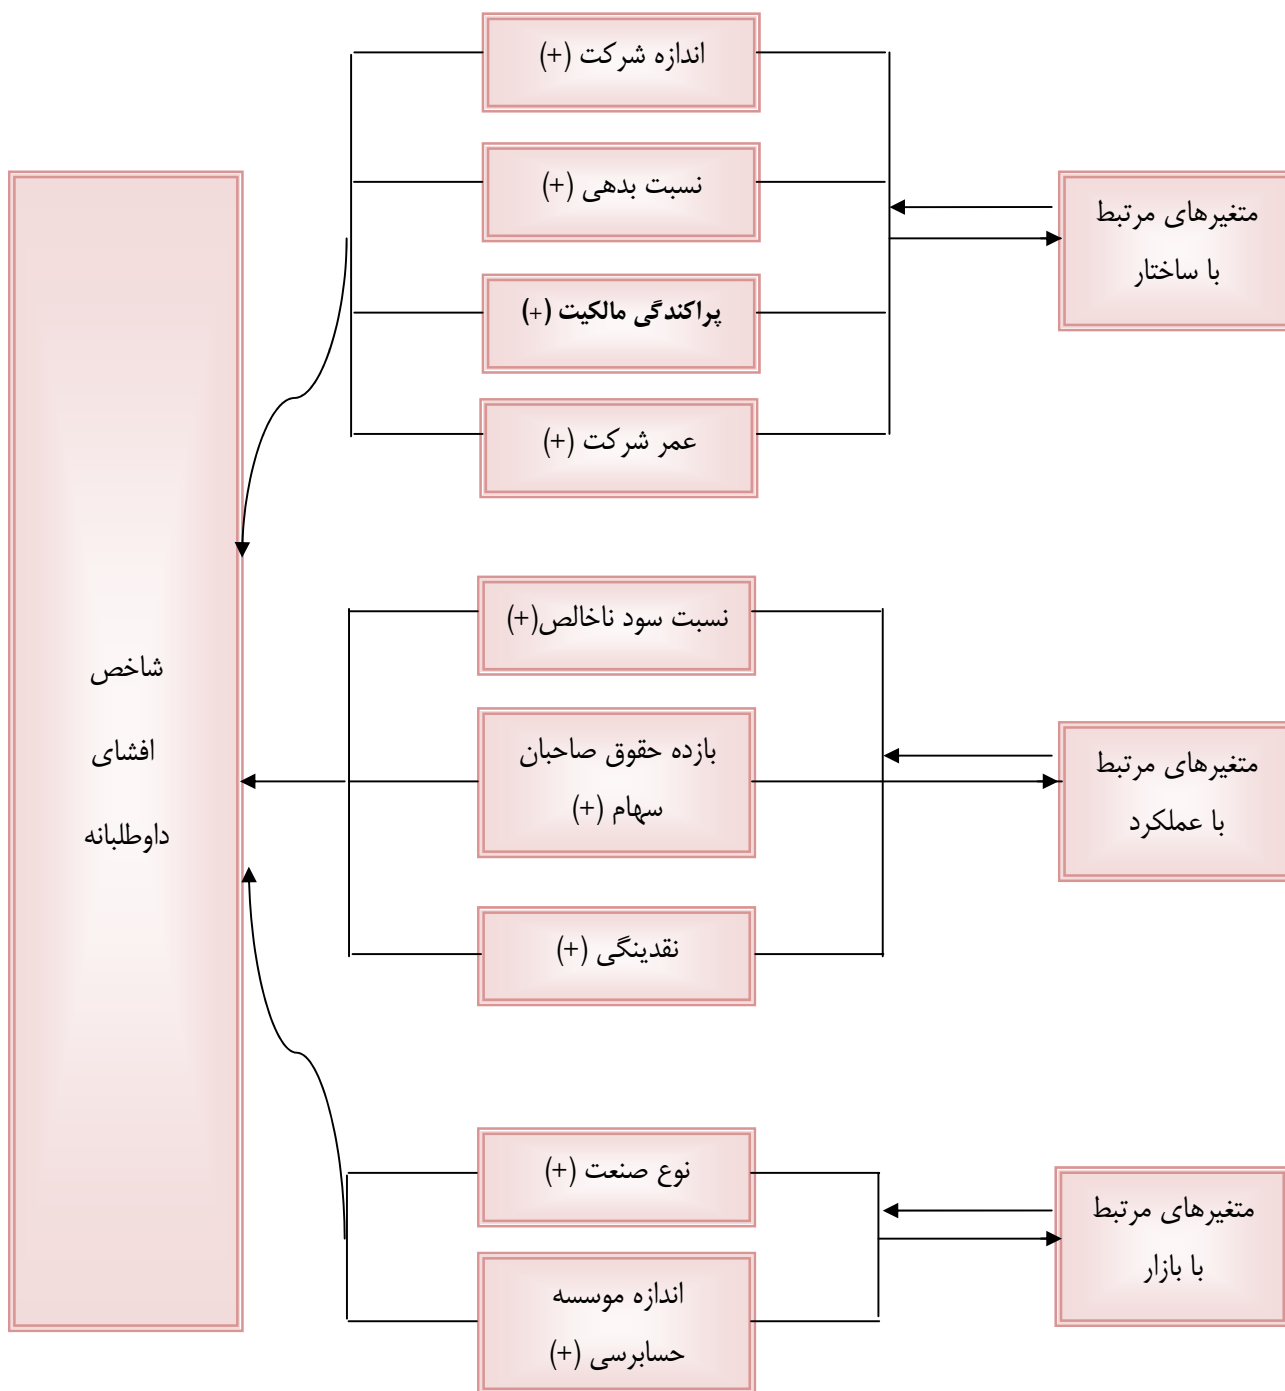 اندازه شرکت (+)
نسبت بدهی (+)
پراکندگی مالکیت (+)
عمر شرکت (+)
متغیرهای مرتبط
با ساختار
نسبت سود ناخالص(+)
بازده حقوق صاحبان
سهام (+)
نقدینگی (+)
متغیرهای مرتبط
با عملکرد
نوع صنعت (+)
اندازه موسسه
حسابرسی (+)
متغیرهای مرتبط
با بازار
شاخص
افشای
داوطلبانه